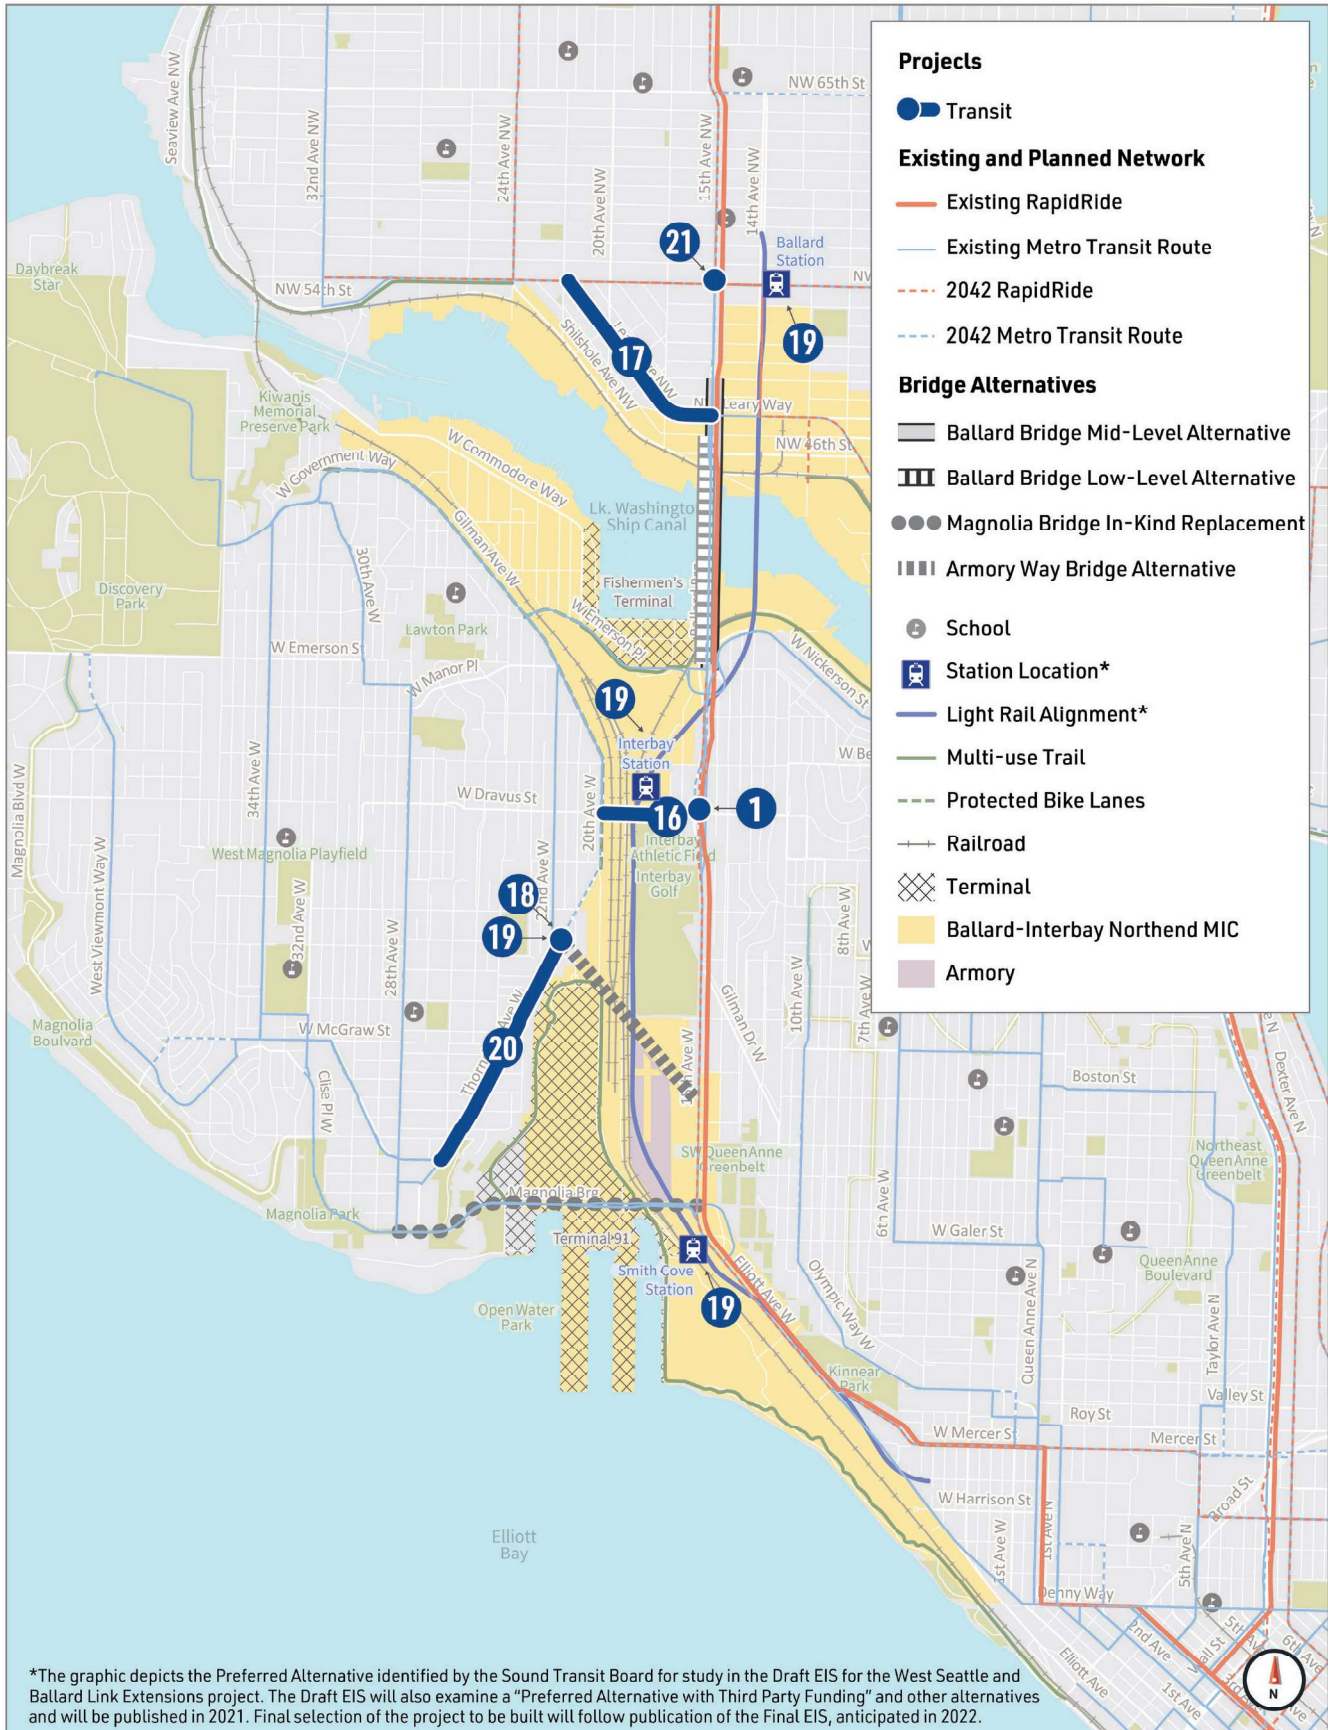 Projects
Transit
Existing and Planned Network
Existing RapidRide
Existing Metro Transit Route
2042 RapidRide
2042 Metro Transit Route
Bridge Alternatives
Ballard Bridge Mid-Level Alternative
Ballard Bridge Low-Level Alternative
Magnolia Bridge In-Kind Replacement
Armory Way Bridge Alternative
School
Station Location*
Light Rail Alignment*
Multi-use Trail
Protected Bike Lanes
Railroad
Terminal
Ballard-Interbay Northend MIC
Armory
Seaview Ave NW
32nd Ave NW
24th Ave NW
20th Ave NW
15th Ave NW
14th Ave NW
NW 65th St
Ballard
Station
21
19
17
Daybreak
Star
NW 54th St
Shilshole Ave NW
Leary Way
NW 46th St
Kiwanis
Memorial
Preserve Park
W Government Way
W Commodore Way
Gilman Ave W
Lk. Washington
Ship Canal
Fishermen's
Terminal
W Emerson Pl
W Nickerson St
Discovery
Park
30th Ave W
Lawton Park
W Emerson St
W Manor Pl
19
Interbay
Station
W Be
Magnolia Blvd W
34th Ave W
W Dravus St
20th Ave W
16
1
Interbay
Athletic Field
Interbay
Golf
West Magnolia Playfield
West Viewmont Way W
32nd Ave W
28th Ave W
22nd Ave W
18
19
8th Ave W
10th Ave W
7th Ave W
Gilman Dr W
Magnolia
Boulvard
W McGraw St
Clise Pl W
20
Boston St
Dexter Ave N
SW Queen Anne
Greenbelt
Northeast
Queen Anne
Greenbelt
6th Ave W
Magnolia Park
Magnolia Brg
Terminal 91
W Galer St
Smith Cove
Station
19
Elliott Ave W
Olympic Way W
Queen Anne Ave N
Queen Anne
Boulevard
Taylor Ave N
Open Water
Park
Kinnear
Park
Valley St
Roy St
W Mercer St
Mercer St
W Harrison St
Broad St
1st Ave W
1st Ave N
5th Ave N
Elliott
Bay
Denny Way
2nd Ave
Wall St
5th Ave
6th Ave
Elliott Ave
1st Ave
N
*The graphic depicts the Preferred Alternative identified by the Sound Transit Board for study in the Draft EIS for the West Seattle and
Ballard Link Extensions project. The Draft EIS will also examine a “Preferred Alternative with Third Party Funding” and other alternatives
and will be published in 2021. Final selection of the project to be built will follow publication of the Final EIS, anticipated in 2022.